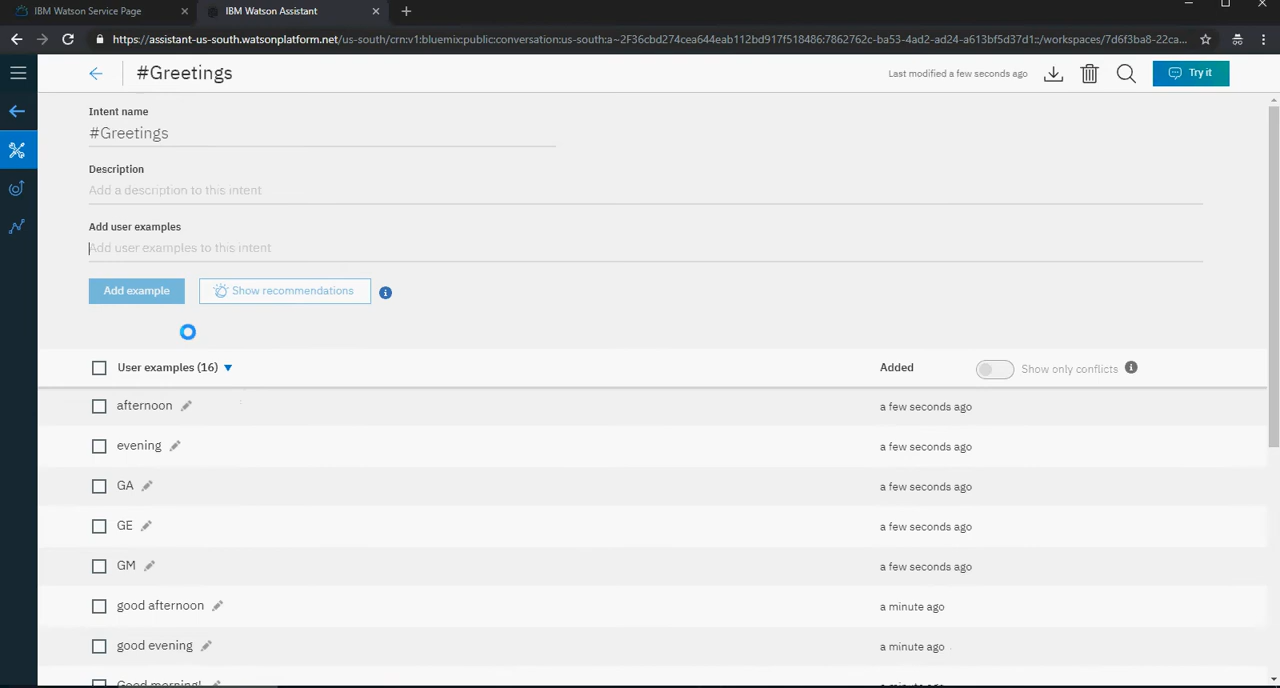 IBM Watson Service Page
IBM Watson Assistant
https://assistant-us-south.watsonplatform.net/us-south/crn:v1:bluemix:public:conversation:us-south:a~2F36cbd274cea644eab112bd917f518486:7862762c-ba53-4ad2-ad24-a613bf5d37d1::/workspaces/7d6f3ba8-22ca...
#Greetings
Last modified a few seconds ago
Try it
Intent name
#Greetings
Description
Add a description to this intent
Add user examples
Add user examples to this intent
Add example
Show recommendations
User examples (16)
Added
Show only conflicts
afternoon
a few seconds ago
evening
a few seconds ago
GA
a few seconds ago
GE
a few seconds ago
GM
a few seconds ago
good afternoon
a minute ago
good evening
a minute ago
Good morning!
a minute ago